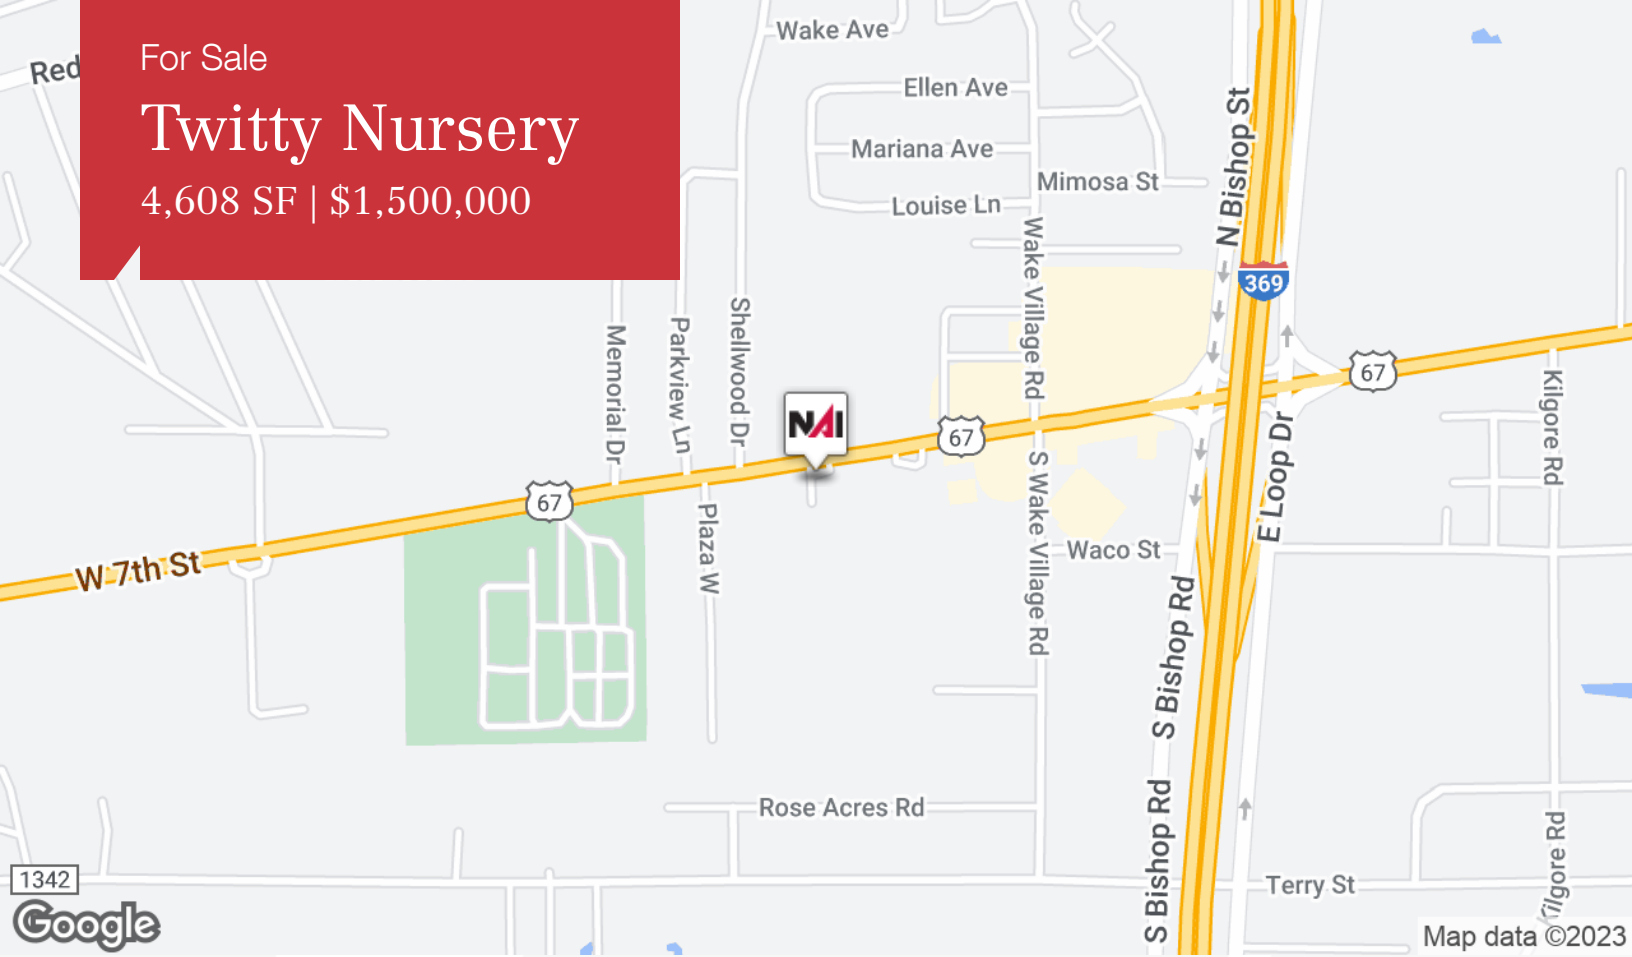 For Sale
Twitty Nursery
4,608 SF | $1,500,000
Red
Wake Ave
Ellen Ave
Mariana Ave
Mimosa St
Louise Ln
N Bishop St
Wake Village Rd
369
Memorial Dr
Parkview Ln
Shellwood Dr
NAI
67
67
67
Kilgore Rd
E Loop Dr
W 7th St
Plaza W
S Wake Village Rd
Waco St
S Bishop Rd
Rose Acres Rd
S Bishop Rd
Kilgore Rd
1342
Terry St
Google
Map data ©2023